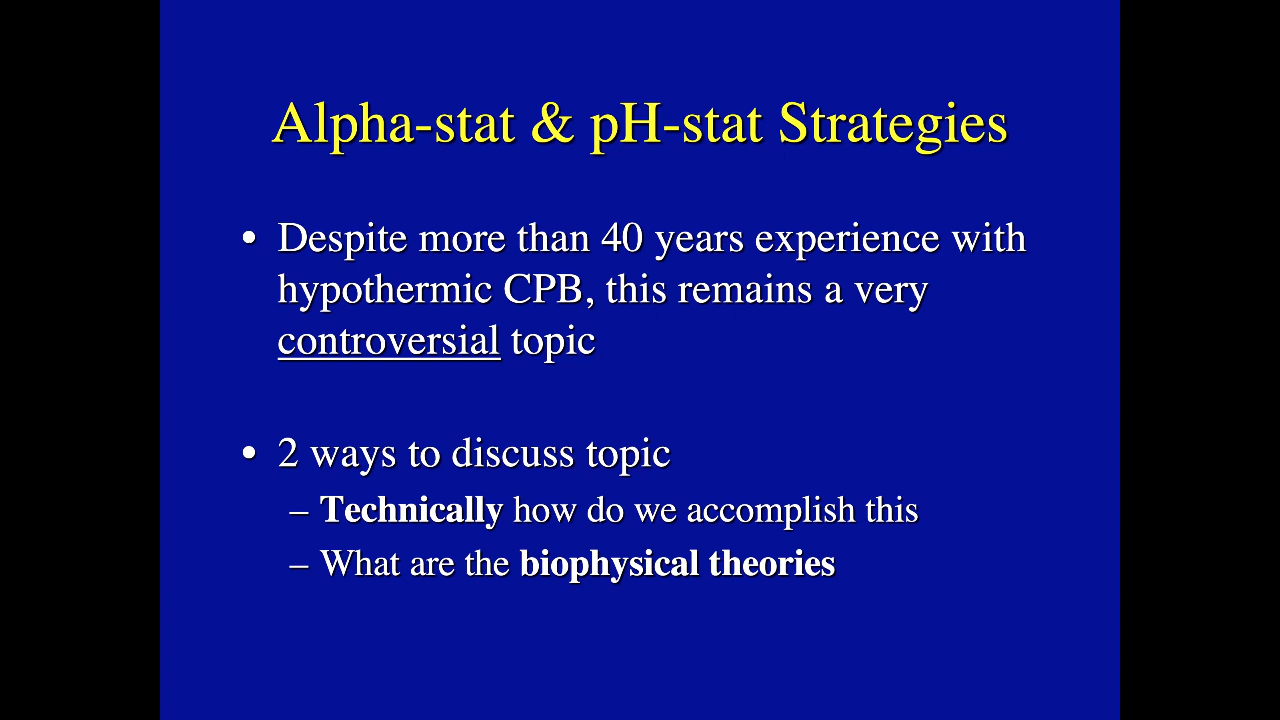 Alpha-stat & pH-stat Strategies
• Despite more than 40 years experience with
hypothermic CPB, this remains a very
controversial topic
• 2 ways to discuss topic
– Technically how do we accomplish this
– What are the biophysical theories